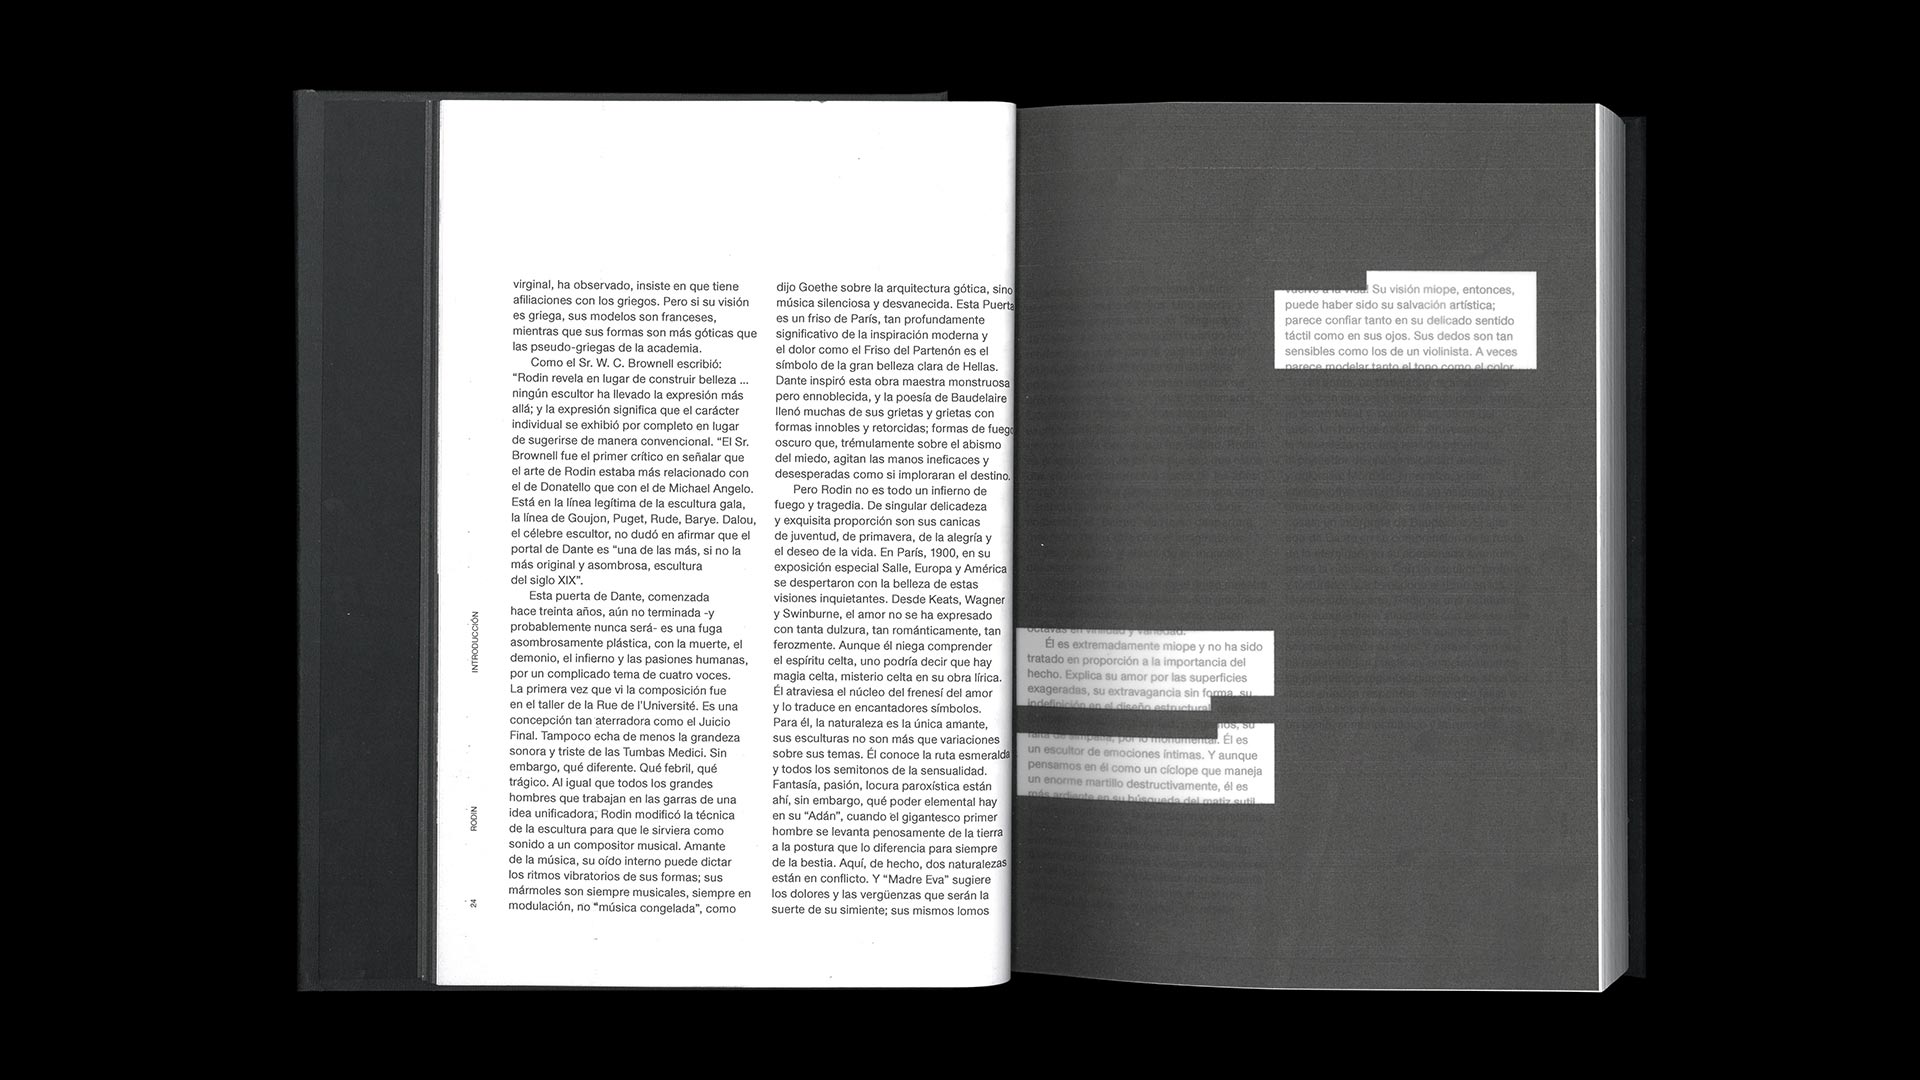 virginal, ha observado, insiste en que tiene
afiliaciones con los griegos. Pero si su visión
es griega, sus modelos son franceses,
mientras que sus formas son más góticas que
las pseudo-griegas de la academia.
Como el Sr. W. C. Brownell escribió:
“Rodin revela en lugar de construir belleza ...
ningún escultor ha llevado la expresión más
allá; y la expresión significa que el carácter
individual se exhibió por completo en lugar
de sugerirse de manera convencional. “El Sr.
Brownell fue el primer crítico en señalar que
el arte de Rodin estaba más relacionado con
el de Donatello que con el de Michael Angelo.
Está en la línea legítima de la escultura gala,
la línea de Goujon, Puget, Rude, Barye. Dalou,
el célebre escultor, no dudó en afirmar que el
portal de Dante es “una de las más, si no la
más original y asombrosa, escultura
del siglo XIX”.
Esta puerta de Dante, comenzada
hace treinta años, aún no terminada -y
probablemente nunca será- es una fuga
asombrosamente plástica, con la muerte, el
demonio, el infierno y las pasiones humanas,
por un complicado tema de cuatro voces.
La primera vez que vi la composición fue
en el taller de la Rue de l’Université. Es una
concepción tan aterradora como el Juicio
Final. Tampoco echa de menos la grandeza
sonora y triste de las Tumbas Medici. Sin
embargo, qué diferente. Qué febril, qué
trágico. Al igual que todos los grandes
hombres que trabajan en las garras de una
idea unificadora, Rodin modificó la técnica
de la escultura para que le sirviera como
sonido a un compositor musical. Amante
de la música, su oído interno puede dictar
los ritmos vibratorios de sus formas; sus
mármoles son siempre musicales, siempre en
modulación, no “música congelada”, como
dijo Goethe sobre la arquitectura gótica, sino
música silenciosa y desvanecida. Esta Puerta
es un friso de París, tan profundamente
significativo de la inspiración moderna y
el dolor como el Friso del Partenón es el
símbolo de la gran belleza clara de Hellas.
Dante inspiró esta obra maestra monstruosa
pero ennoblecida, y la poesía de Baudelaire
llenó muchas de sus grietas y grietas con
formas innobles y retorcidas; formas de fuego
oscuro que, trémulamente sobre el abismo
del miedo, agitan las manos ineficaces y
desesperadas como si imploraran el destino.
Pero Rodin no es todo un infierno de
fuego y tragedia. De singular delicadeza
y exquisita proporción son sus canicas
de juventud, de primavera, de la alegría y
el deseo de la vida. En París, 1900, en su
exposición especial Salle, Europa y América
se despertaron con la belleza de estas
visiones inquietantes. Desde Keats, Wagner
y Swinburne, el amor no se ha expresado
con tanta dulzura, tan románticamente, tan
ferozmente. Aunque él niega comprender
el espíritu celta, uno podría decir que hay
magia celta, misterio celta en su obra lírica.
Él atraviesa el núcleo del frenesí del amor
y lo traduce en encantadores símbolos.
Para él, la naturaleza es la única amante,
sus esculturas no son más que variaciones
sobre sus temas. Él conoce la ruta esmeralda
y todos los semitonos de la sensualidad.
Fantasía, pasión, locura paroxística están
ahí, sin embargo, qué poder elemental hay
en su “Adán”, cuando el gigantesco primer
hombre se levanta penosamente de la tierra
a la postura que lo diferencia para siempre
de la bestia. Aquí, de hecho, dos naturalezas
están en conflicto. Y “Madre Eva” sugiere
los dolores y las vergüenzas que serán la
suerte de su simiente; sus mismos lomos
INTRODUCCIÓN
RODIN
24
octavas en virilidad y variedad.
Él es extremadamente miope y no ha sido
tratado en proporción a la importancia del
hecho. Explica su amor por las superficies
exageradas, su extravagancia sin forma, su
indefinición en el diseño estructural
su
falta de simpatía, por lo monumental. Él es
un escultor de emociones íntimas. Y aunque
pensamos en él como un cíclope que maneja
un enorme martillo destructivamente, él es
más ardiente en su búsqueda del matiz sutil
vuelve a la vida! Su visión miope, entonces,
puede haber sido su salvación artística;
parece confiar tanto en su delicado sentido
táctil como en sus ojos. Sus dedos son tan
sensibles como los de un violinista. A veces
parece modelar tanto el tono como el color